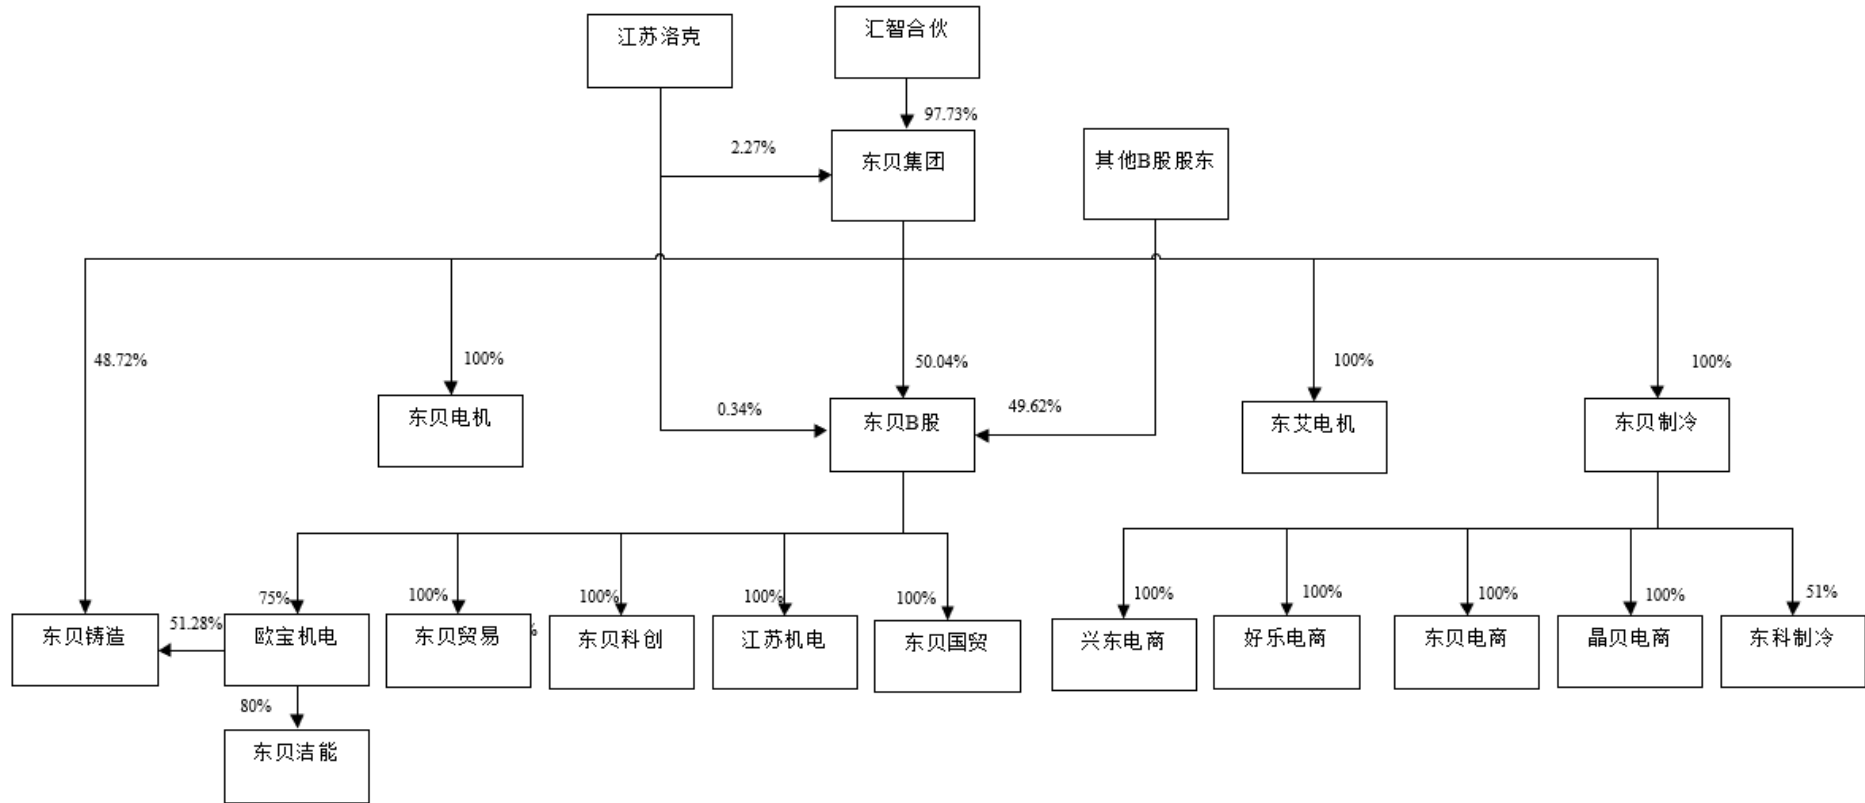 江苏洛克
汇智合伙
97.73%
2.27%
东贝集团
其他B股股东
48.72%
100%
50.04%
100%
100%
东贝电机
0.34%
东贝B股
49.62%
东艾电机
东贝制冷
75%
100%
100%
100%
100%
100%
100%
100%
100%
51%
东贝铸造
51.28%
欧宝机电
东贝贸易
%
东贝科创
江苏机电
东贝国贸
兴东电商
好乐电商
东贝电商
晶贝电商
东科制冷
80%
东贝洁能